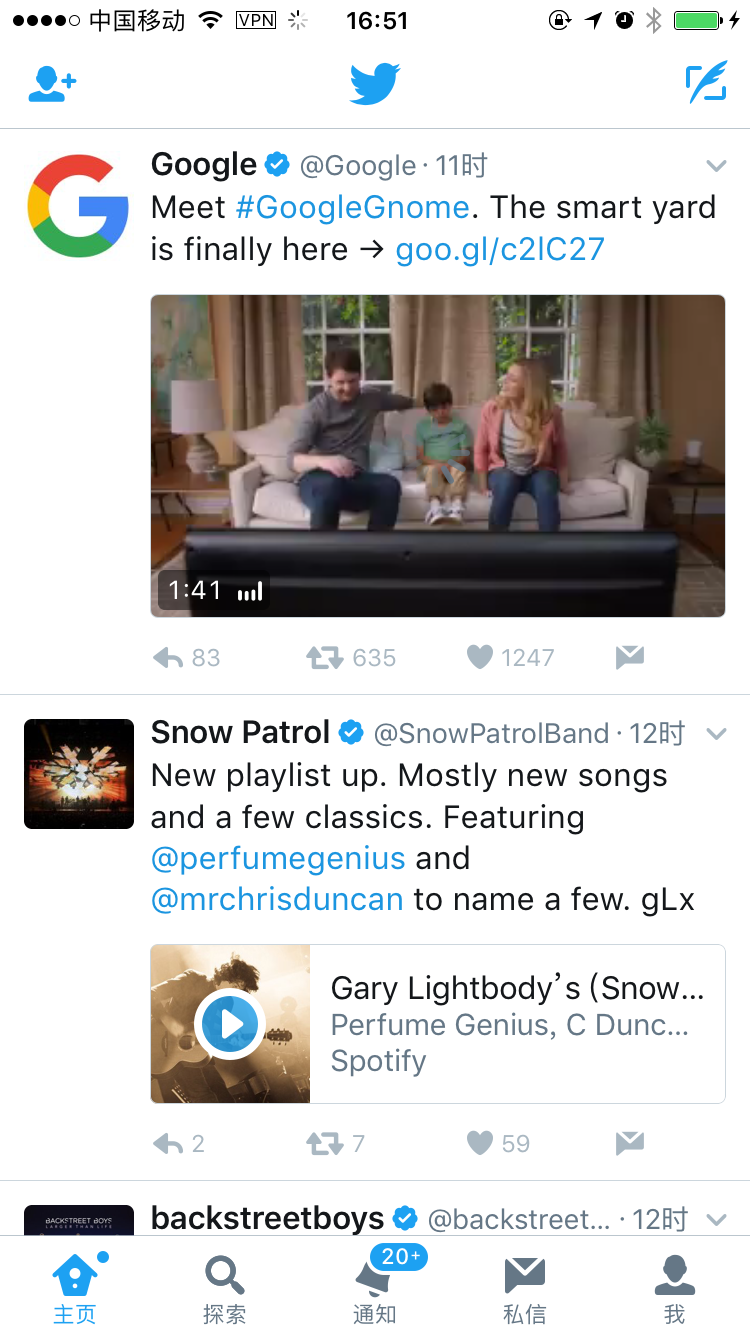 中国移动 VPN 16:51
Google @Google · 11时
Meet #GoogleGnome. The smart yard
is finally here → goo.gl/c2lC27
1:41
83 635 1247
Snow Patrol @SnowPatrolBand · 12时
New playlist up. Mostly new songs
and a few classics. Featuring
@perfumegenius and
@mrchrisduncan to name a few. gLx
Gary Lightbody’s (Snow...
Perfume Genius, C Dunc...
Spotify
2 7 59
BACKSTREET BOYS
LARGER THAN LIFE
backstreetboys @backstreet... · 12时
20+
主页 探索 通知 私信 我